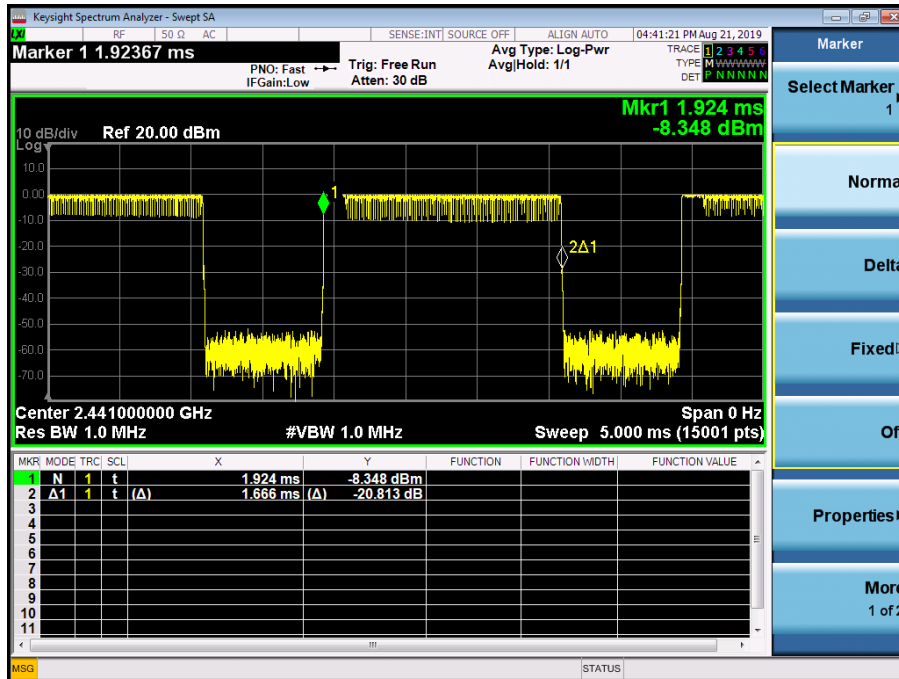 Keysight Spectrum Analyzer - Swept SA
LXI RF 50 Ω AC SENSE:INT SOURCE OFF ALIGN AUTO 04:41:21 PM Aug 21, 2019
Marker 1 1.92367 ms
PNO: Fast
IFGain:Low
Trig: Free Run
Atten: 30 dB
Avg Type: Log-Pwr
Avg|Hold: 1/1
TRACE 1 2 3 4 5 6
TYPE M WWWWW
DET P N N N N N
Mkr1 1.924 ms
-8.348 dBm
10 dB/div Ref 20.00 dBm
Log
10.0
0.00
-10.0
-20.0
-30.0
-40.0
-50.0
-60.0
-70.0
1
2Δ1
Center 2.441000000 GHz Span 0 Hz
Res BW 1.0 MHz #VBW 1.0 MHz Sweep 5.000 ms (15001 pts)
MKR MODE TRC SCL X Y FUNCTION FUNCTION WIDTH FUNCTION VALUE
1 N 1 t 1.924 ms -8.348 dBm
2 Δ1 1 t (Δ) 1.666 ms (Δ) -20.813 dB
3
4
5
6
7
8
9
10
11
MSG STATUS
Marker
Select Marker
1
Norma
Delta
Fixed
Of
Properties
More
1 of 2